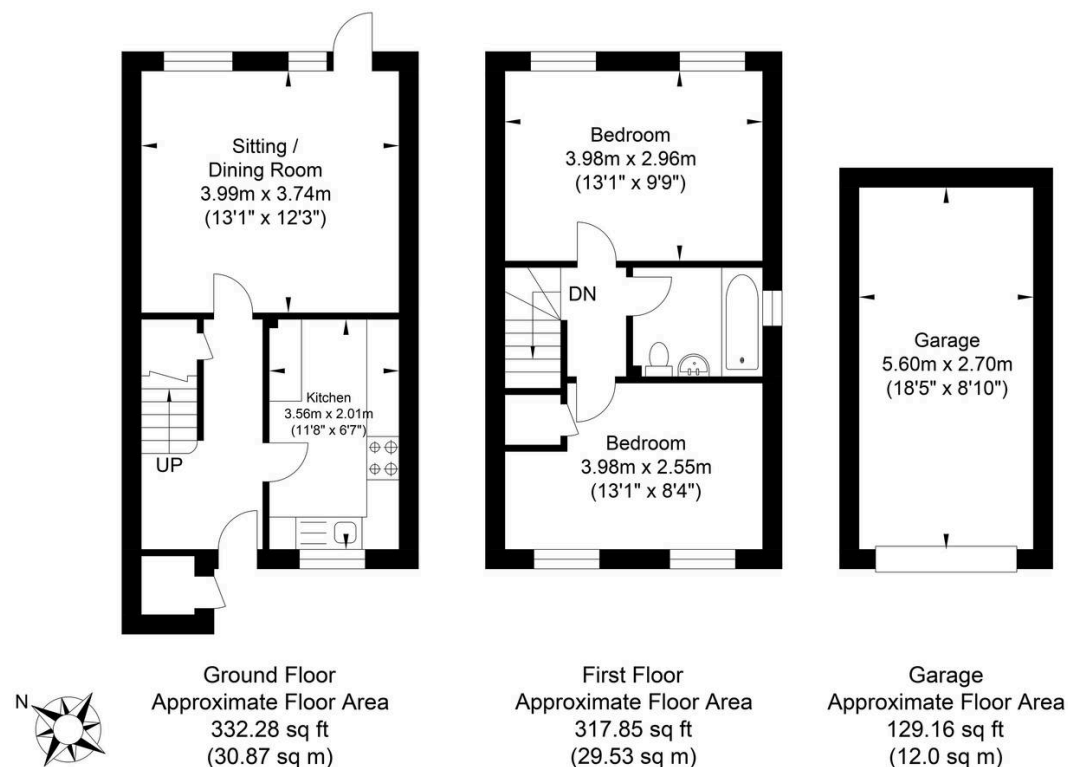 Sitting /
Dining Room
3.99m x 3.74m
(13'1" x 12'3")
Kitchen
3.56m x 2.01m
(11'8" x 6'7")
UP
Bedroom
3.98m x 2.96m
(13'1" x 9'9")
DN
Bedroom
3.98m x 2.55m
(13'1" x 8'4")
Garage
5.60m x 2.70m
(18'5" x 8'10")
N
Ground Floor
Approximate Floor Area
332.28 sq ft
(30.87 sq m)
First Floor
Approximate Floor Area
317.85 sq ft
(29.53 sq m)
Garage
Approximate Floor Area
129.16 sq ft
(12.0 sq m)